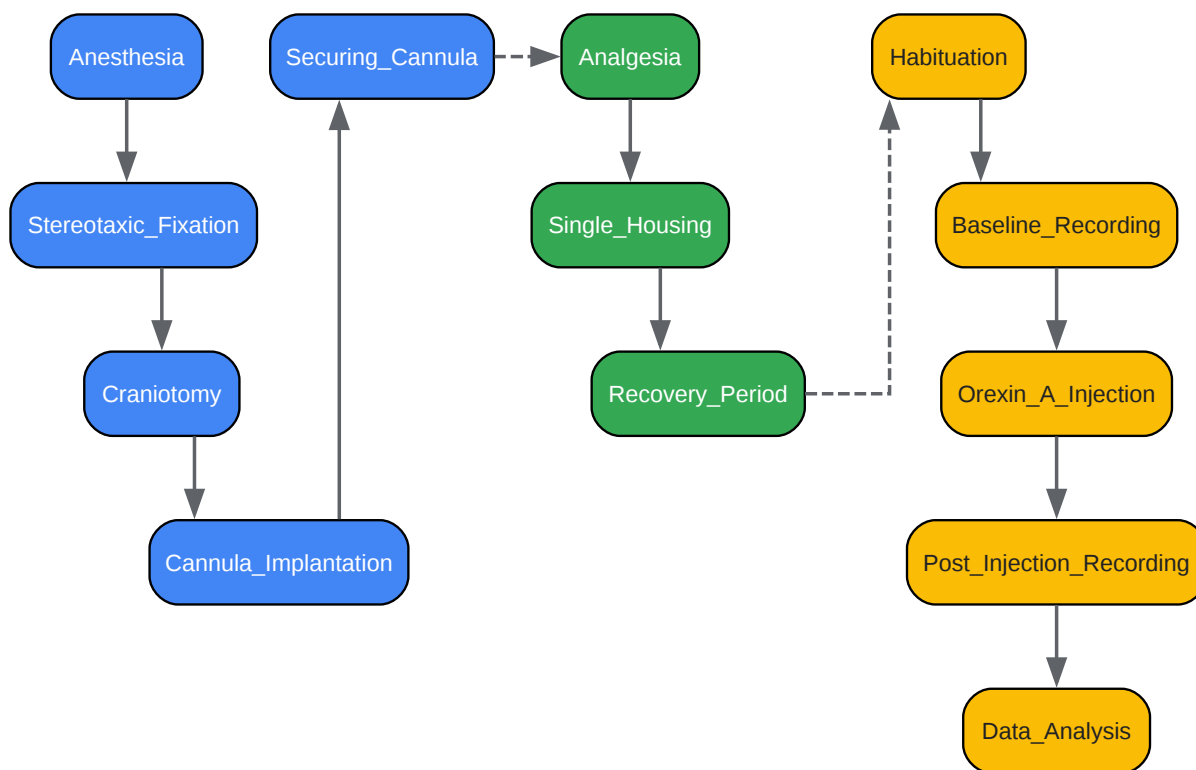 Anesthesia
Stereotaxic_Fixation
Craniotomy
Cannula_Implantation
Securing_Cannula
Analgesia
Single_Housing
Recovery_Period
Habituation
Baseline_Recording
Orexin_A_Injection
Post_Injection_Recording
Data_Analysis